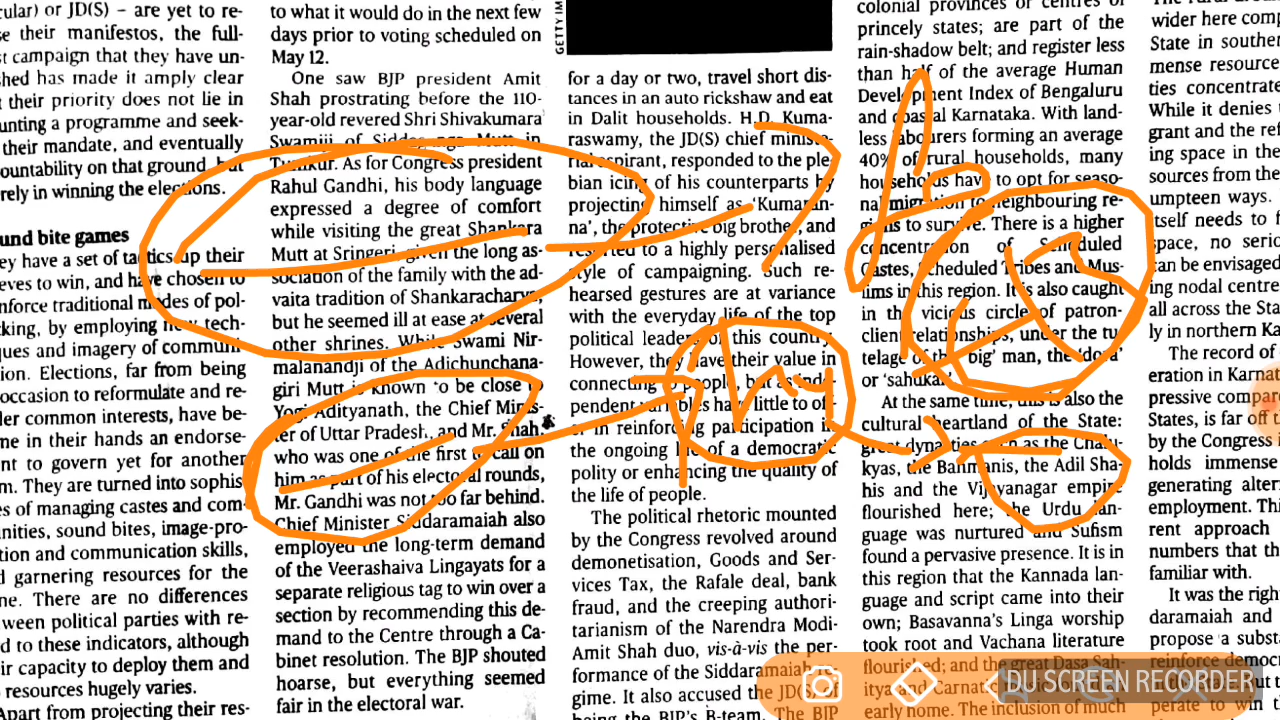 cular) or JD(S) – are yet to re-
se their manifestos, the full-
st campaign that they have un-
shed has made it amply clear
t their priority does not lie in
unting a programme and seek-
their mandate, and eventually
ountability on that ground, but
rely in winning the elections.
und bite games
ey have a set of tactics up their
eves to win, and have chosen to
nforce traditional modes of pol-
cking, by employing new tech-
ques and imagery of communi
ion. Elections, far from being
occasion to reformulate and re-
der common interests, have be-
me in their hands an endorse-
nt to govern yet for another
m. They are turned into sophis
es of managing castes and com-
nities, sound bites, image-pro-
tion and communication skills,
d garnering resources for the
ne. There are no differences
ween political parties with re-
d to these indicators, although
ir capacity to deploy them and
resources hugely varies.
Apart from projecting their res-
to what it would do in the next few
days prior to voting scheduled on
May 12.
One saw BJP president Amit
Shah prostrating before the 110-
year-old revered Shri Shivakumara
Swamiji of Siddaganga Mutt in
Tumkur. As for Congress president
Rahul Gandhi, his body language
expressed a degree of comfort
while visiting the great Shankara
Mutt at Sringeri, given the long as-
sociation of the family with the ad-
vaita tradition of Shankaracharya,
but he seemed ill at ease at several
other shrines. While Swami Nir-
malanandji of the Adichunchana-
giri Mutt is known to be close to
Yogi Adityanath, the Chief Minis-
ter of Uttar Pradesh, and Mr. Shah,
who was one of the first to call on
him as part of his electoral rounds,
Mr. Gandhi was not too far behind.
Chief Minister Siddaramaiah also
employed the long-term demand
of the Veerashaiva Lingayats for a
separate religious tag to win over a
section by recommending this de-
mand to the Centre through a Ca-
binet resolution. The BJP shouted
hoarse, but everything seemed
fair in the electoral war.
GETTY IM
for a day or two, travel short dis-
tances in an auto rickshaw and eat
in Dalit households. H.D. Kuma-
raswamy, the JD(S) chief ministe-
rial aspirant, responded to the ple
bian icing of his counterparts by
projecting himself as 'Kumaran-
na', the protective big brother, and
resorted to a highly personalised
style of campaigning. Such re-
hearsed gestures are at variance
with the everyday life of the top
political leaders of this country.
However, they have their value in
connecting to people, but as inde-
pendent variables have little to of-
er in reinforcing participation in
the ongoing life of a democratic
polity or enhancing the quality of
the life of people.
The political rhetoric mounted
by the Congress revolved around
demonetisation, Goods and Ser-
vices Tax, the Rafale deal, bank
fraud, and the creeping authori-
tarianism of the Narendra Modi-
Amit Shah duo, vis-à-vis the per-
formance of the Siddaramaiah re-
gime. It also accused the JD(S) of
being the BJP's B-team. The BJP
colonial provinces or centres of
princely states; are part of the
rain-shadow belt; and register less
than half of the average Human
Development Index of Bengaluru
and coastal Karnataka. With land-
less labourers forming an average
40% of rural households, many
households have to opt for seaso-
nal migration to neighbouring re-
gions to survive. There is a higher
concentration of Scheduled
Castes, Scheduled Tribes and Mus-
lims in this region. It is also caught
in the vicious circle of patron-
client relationships, under the tu-
telage of the 'big' man, the 'dora'
or 'sahukar'.
At the same time, this is also the
cultural heartland of the State:
great dynasties such as the Chalu-
kyas, the Bahmanis, the Adil Sha-
his and the Vijayanagar empire
flourished here; the Urdu lan-
guage was nurtured and Sufism
found a pervasive presence. It is in
this region that the Kannada lan-
guage and script came into their
own; Basavanna's Linga worship
took root and Vachana literature
flourished; and the great Dasa Sah-
itya and Carnatic
early home. The inclusion of much
wider here comp
State in southe
mense resource
ties concentrate
While it denies
grant and the re
ing space in the
sources from the
umpteen ways.
itself needs to f
space, no serio
can be envisaged
ing nodal centre
all across the Sta
ly in northern Ka
The record of
eration in Karnat
pressive compar
States, is far off
by the Congress
holds immense
generating alter
employment. Thi
rent approach
numbers that th
familiar with.
It was the right
daramaiah and
propose a subst
reinforce democ
perate to win t
DU SCREEN RECORDER